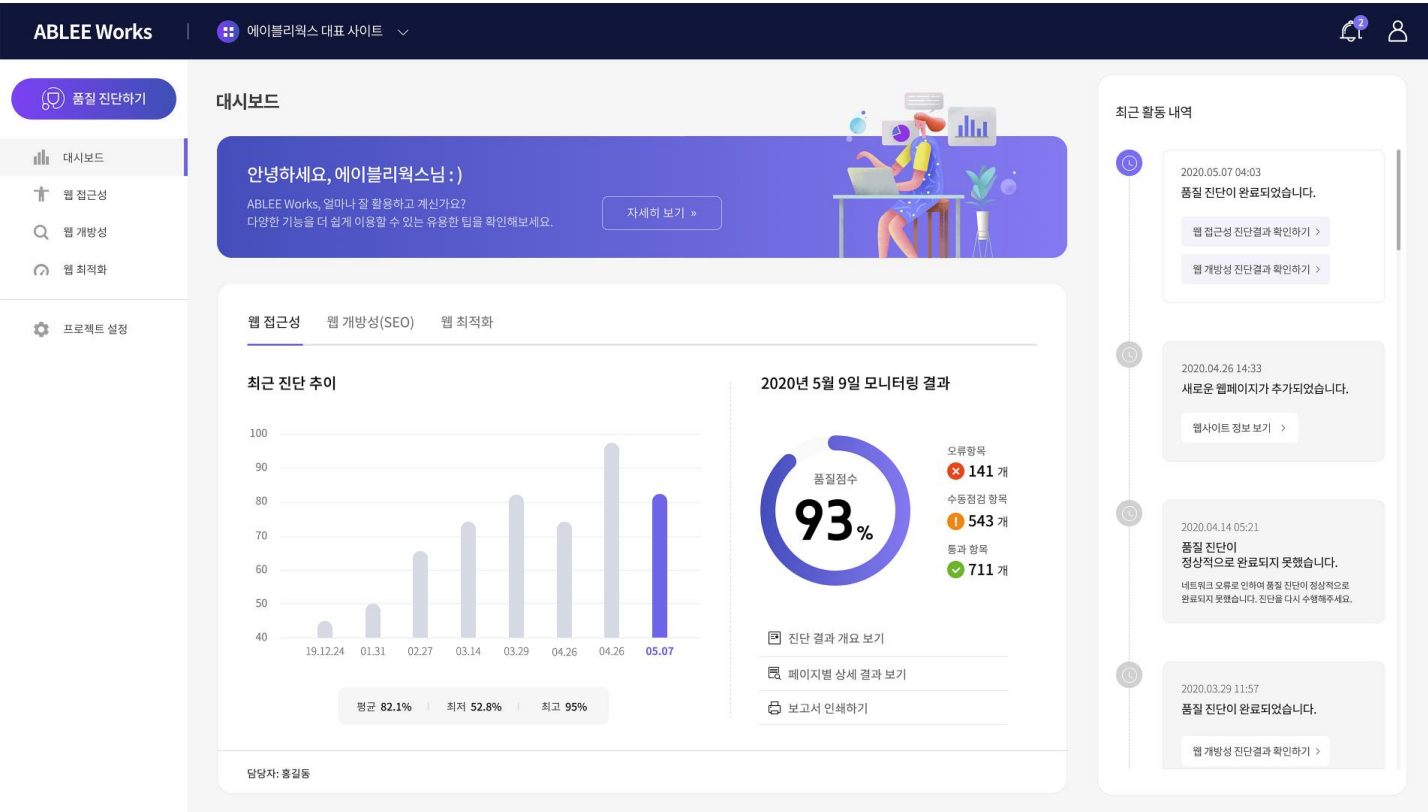 ABLEE Works
에이블리웍스 대표 사이트
2
품질 진단하기
대시보드
웹 접근성
웹 개방성
웹 최적화
프로젝트 설정
대시보드
안녕하세요, 에이블리웍스님 : )
ABLEE Works, 얼마나 잘 활용하고 계신가요?
다양한 기능을 더 쉽게 이용할 수 있는 유용한 팁을 확인해보세요.
자세히 보기 »
웹 접근성 웹 개방성(SEO) 웹 최적화
최근 진단 추이
100
90
80
70
60
50
40
19.12.24 01.31 02.27 03.14 03.29 04.26 04.26 05.07
평균 82.1% 최저 52.8% 최고 95%
2020년 5월 9일 모니터링 결과
품질점수
93%
오류항목
141 개
수동점검 항목
543 개
통과 항목
711 개
진단 결과 개요 보기
페이지별 상세 결과 보기
보고서 인쇄하기
담당자: 홍길동
최근 활동 내역
2020.05.07 04:03
품질 진단이 완료되었습니다.
웹 접근성 진단결과 확인하기 >
웹 개방성 진단결과 확인하기 >
2020.04.26 14:33
새로운 웹페이지가 추가되었습니다.
웹사이트 정보 보기 >
2020.04.14 05:21
품질 진단이
정상적으로 완료되지 못했습니다.
네트워크 오류로 인하여 품질 진단이 정상적으로
완료되지 못했습니다. 진단을 다시 수행해주세요.
2020.03.29 11:57
품질 진단이 완료되었습니다.
웹 개방성 진단결과 확인하기 >